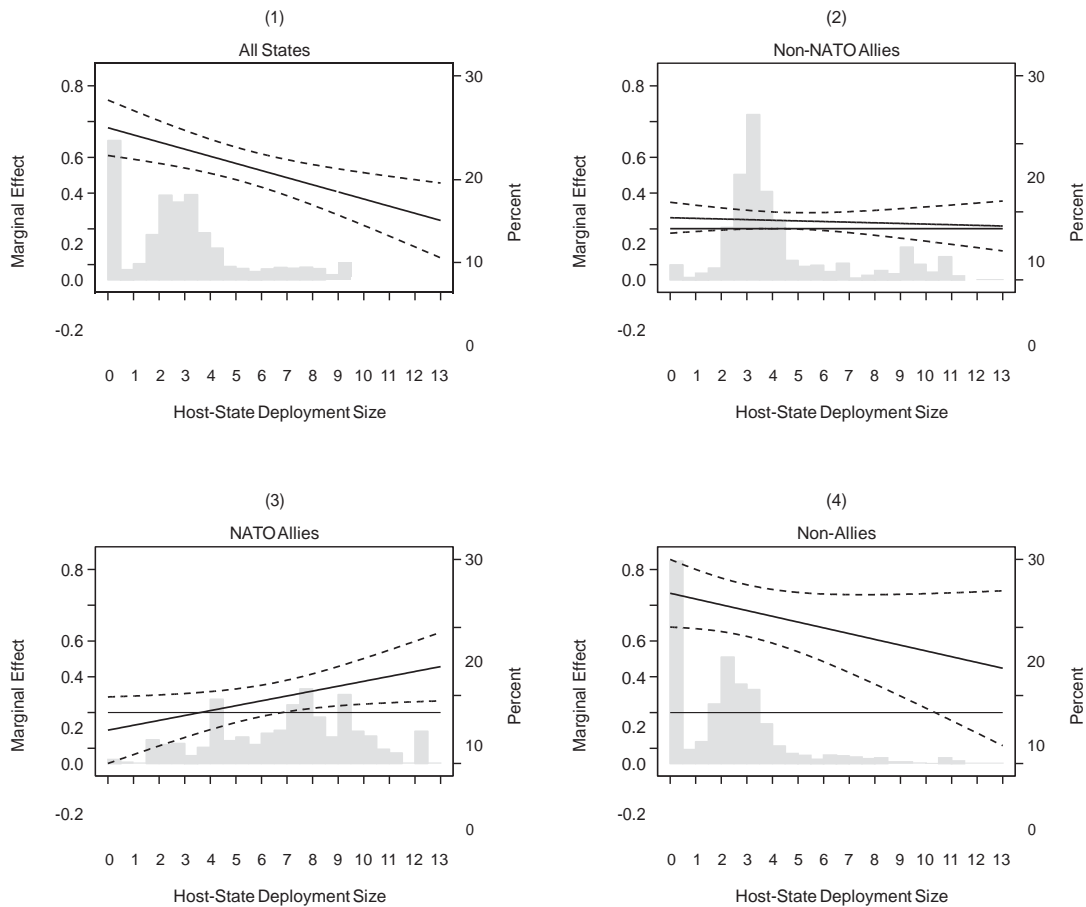 (1)
All States
0.8
0.6
0.4
0.2
0.0
-0.2
Marginal Effect
30
20
10
0
Percent
0 1 2 3 4 5 6 7 8 9 10 11 12 13
Host-State Deployment Size
(2)
Non-NATO Allies
0.8
0.6
0.4
0.2
0.0
-0.2
Marginal Effect
30
20
10
0
Percent
0 1 2 3 4 5 6 7 8 9 10 11 12 13
Host-State Deployment Size
(3)
NATO Allies
0.8
0.6
0.4
0.2
0.0
-0.2
Marginal Effect
30
20
10
0
Percent
0 1 2 3 4 5 6 7 8 9 10 11 12 13
Host-State Deployment Size
(4)
Non-Allies
0.8
0.6
0.4
0.2
0.0
-0.2
Marginal Effect
30
20
10
0
Percent
0 1 2 3 4 5 6 7 8 9 10 11 12 13
Host-State Deployment Size